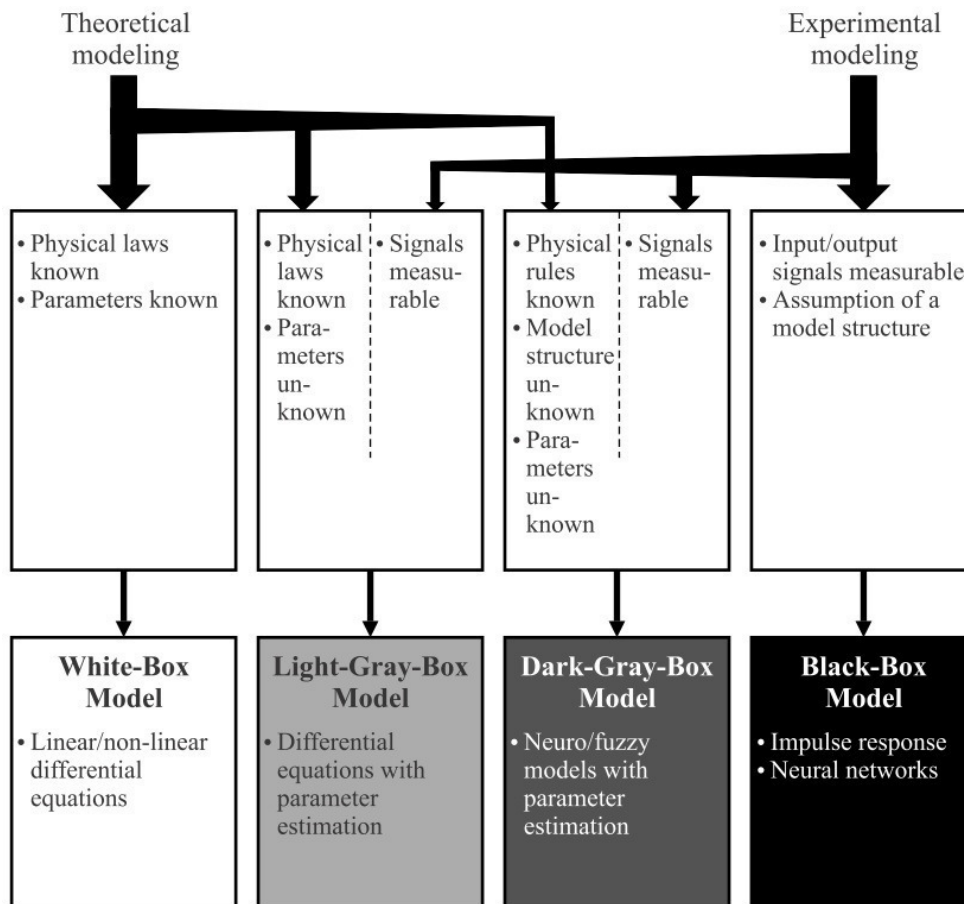 Theoretical
modeling
Experimental
modeling
• Physical laws
known
• Parameters known
• Physical
laws
known
• Para-
meters
un-
known
• Signals
measu-
rable
• Physical
rules
known
• Model
structure
un-
known
• Para-
meters
un-
known
• Signals
measu-
rable
• Input/output
signals measurable
• Assumption of a
model structure
White-Box
Model
• Linear/non-linear
differential
equations
Light-Gray-Box
Model
• Differential
equations with
parameter
estimation
Dark-Gray-Box
Model
• Neuro/fuzzy
models with
parameter
estimation
Black-Box
Model
• Impulse response
• Neural networks